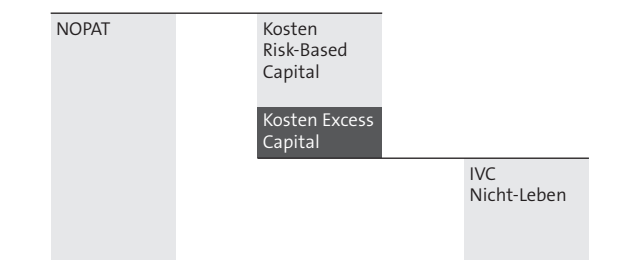 NOPAT
Kosten
Risk-Based
Capital
Kosten Excess
Capital
IVC
Nicht-Leben